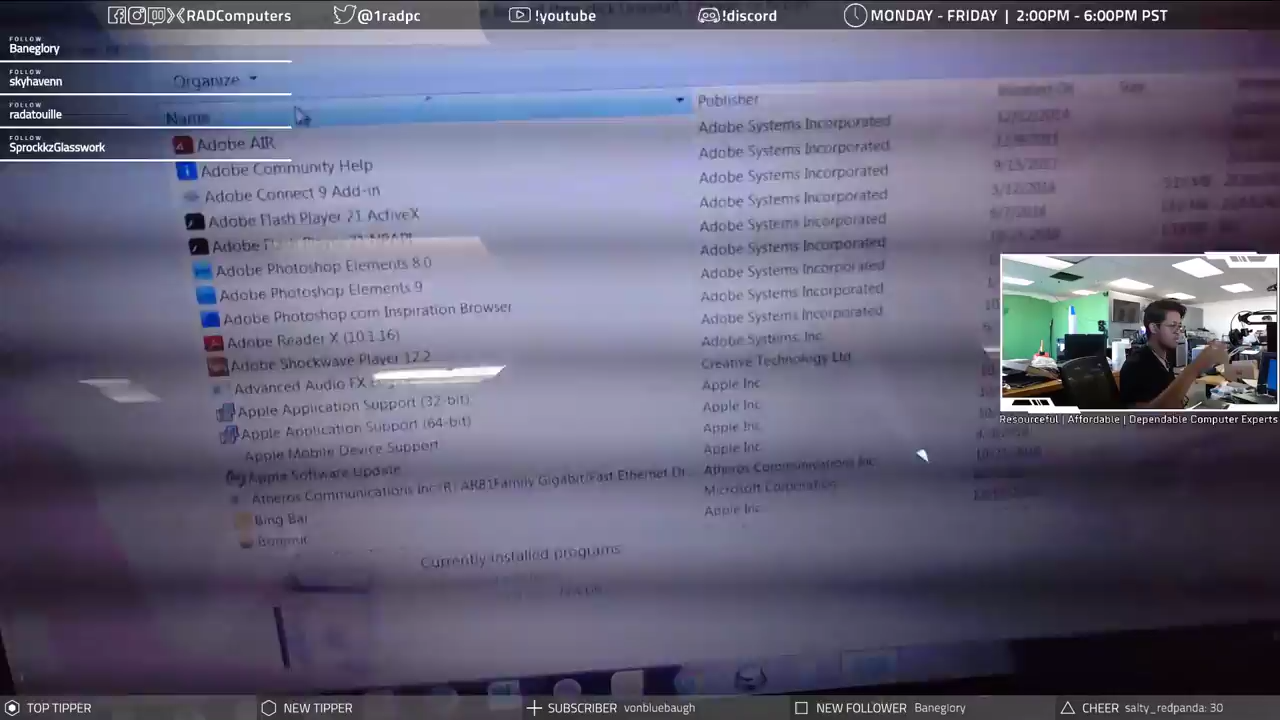 RADComputers @1radpc !youtube !discord MONDAY - FRIDAY | 2:00PM - 6:00PM PST
FOLLOW
Baneglory
FOLLOW
skyhavenn
FOLLOW
radatouille
FOLLOW
SprockkzGlasswork
Organize
Name Publisher Installed On Size
Adobe AIR Adobe Systems Incorporated
Adobe Community Help Adobe Systems Incorporated
Adobe Connect 9 Add-in Adobe Systems Incorporated
Adobe Flash Player 21 ActiveX Adobe Systems Incorporated
Adobe Adobe Systems Incorporated
Adobe Photoshop Elements 8.0 Adobe Systems Incorporated
Adobe Photoshop Elements 9 Adobe Systems Incorporated
Adobe Photoshop.com Inspiration Browser Adobe Systems Incorporated
Adobe Reader X (10.1.16) Adobe Systems Incorporated
Adobe Shockwave Player 12.2 Adobe Systems, Inc
Advanced Audio FX Creative Technology Ltd
Apple Application Support (32-bit) Apple Inc.
Apple Application Support (64-bit) Apple Inc.
Apple Mobile Device Support Apple Inc.
Apple Software Update Apple Inc.
Atheros Communications Inc.(R) AR81Family Gigabit/Fast Ethernet Dr... Atheros Communications Inc.
Bing Bar Microsoft Corporation
Bonjour Apple Inc.
Currently installed programs
Resourceful | Affordable | Dependable Computer Experts
TOP TIPPER NEW TIPPER SUBSCRIBER vonbluebaugh NEW FOLLOWER Baneglory CHEER salty_redpanda: 30